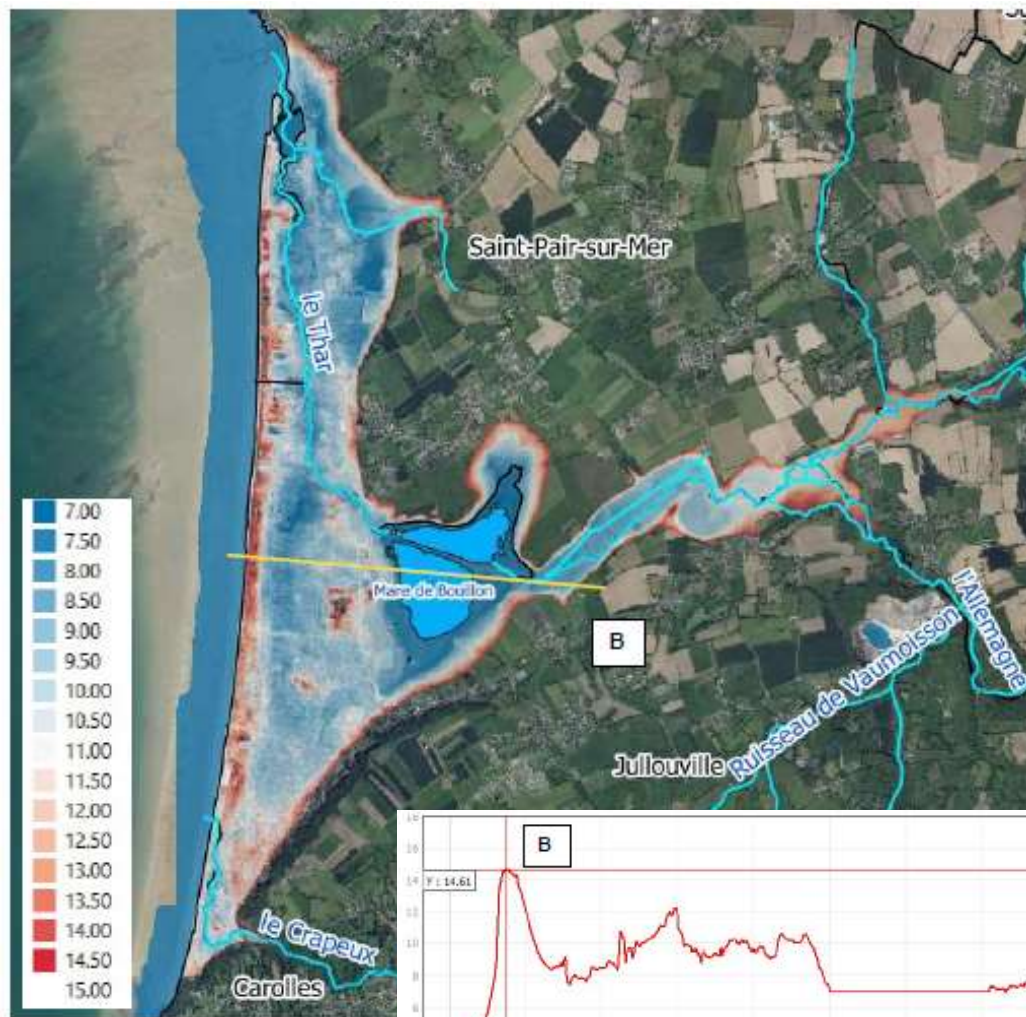 Saint-Pair-sur-Mer
le Thar
Mare de Bouillon
B
7.00
7.50
8.00
8.50
9.00
9.50
10.00
10.50
11.00
11.50
12.00
12.50
13.00
13.50
14.00
14.50
15.00
l'Allemagne
Ruisseau de Vaumoisson
Jullouville
le Crapeux
Carolles
B
16
Y : 14.61
14
12
10
8
6